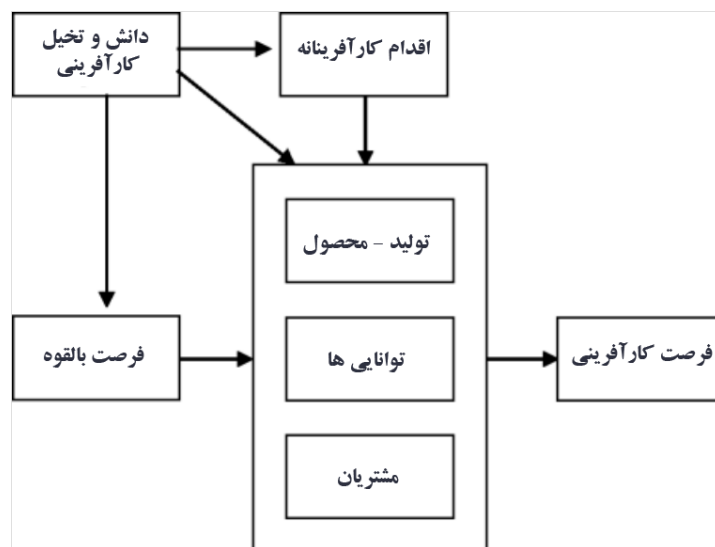 دانش و تخیل
کارآفرینی
اقدام کارآفرینانه
تولید - محصول
فرصت بالقوه
توانایی ها
فرصت کارآفرینی
مشتریان